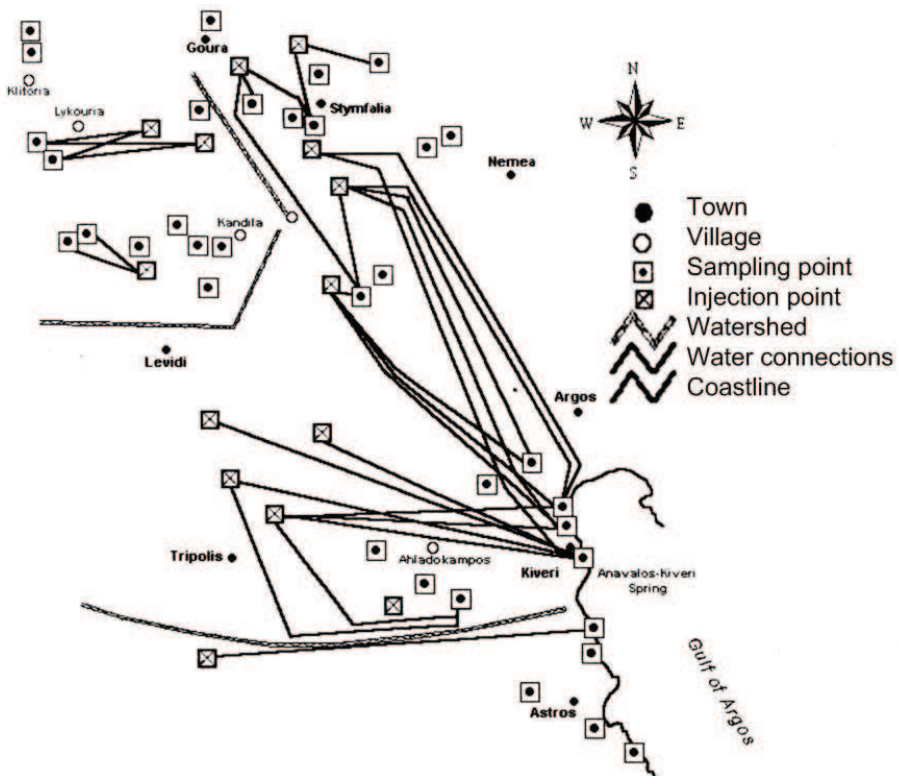 Goura
Klitoria
Lykouria
Stymfalia
Nemea
N
W
E
S
Kandila
Levidi
Argos
Tripolis
Ahladokampos
Kiveri
Anavalos-Kiveri
Spring
Astros
Gulf of Argos
Town
Village
Sampling point
Injection point
Watershed
Water connections
Coastline